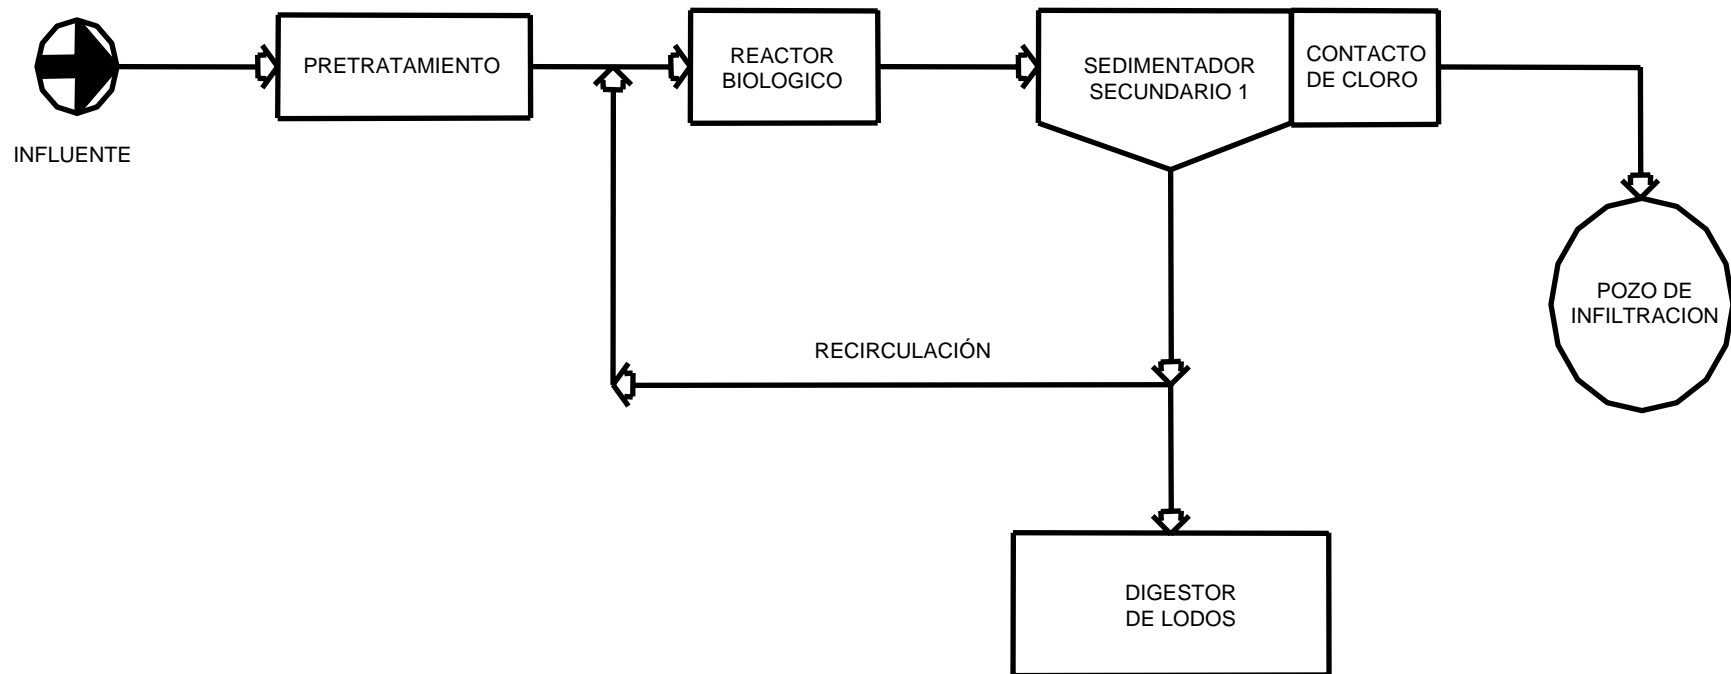 INFLUENTE
PRETRATAMIENTO
REACTOR
BIOLOGICO
SEDIMENTADOR
SECUNDARIO 1
CONTACTO
DE CLORO
POZO DE
INFILTRACION
RECIRCULACIÓN
DIGESTOR
DE LODOS